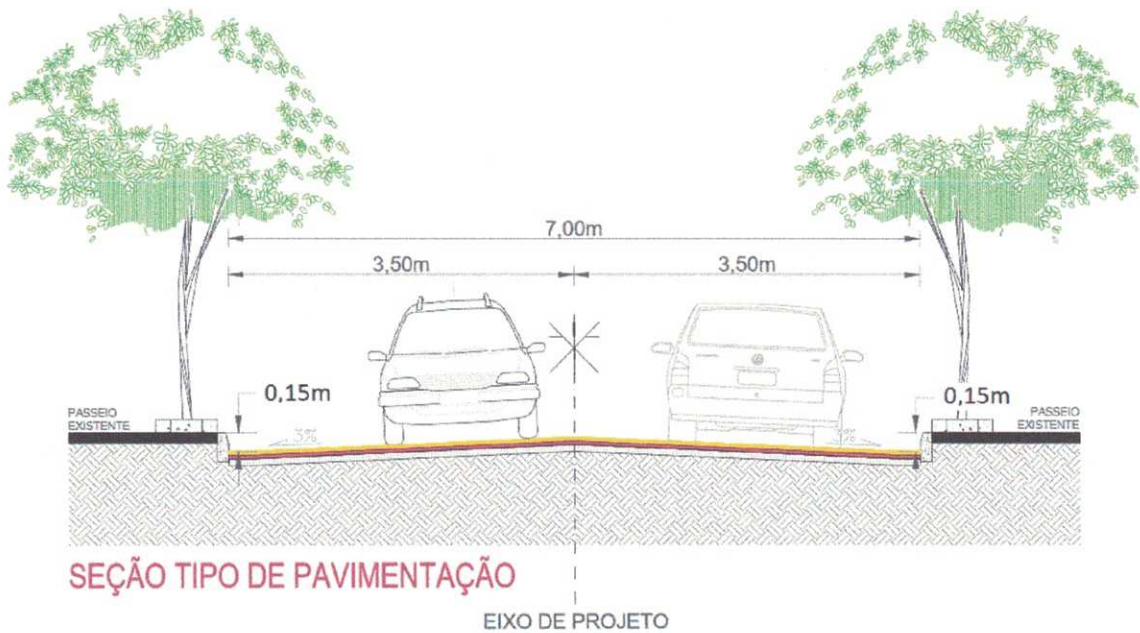 7,00m
3,50m
3,50m
0,15m
0,15m
PASSEIO
EXISTENTE
PASSEIO
EXISTENTE
3%
3%
SEÇÃO TIPO DE PAVIMENTAÇÃO
EIXO DE PROJETO